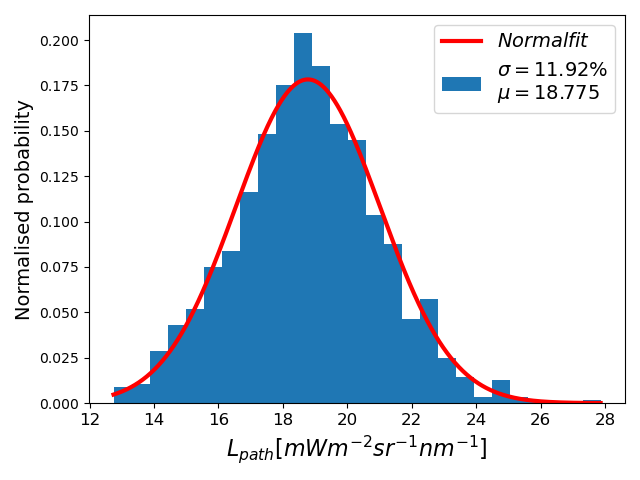 Normalfit
σ = 11.92%
μ = 18.775
Normalised probability
0.200
0.175
0.150
0.125
0.100
0.075
0.050
0.025
0.000
12 14 16 18 20 22 24 26 28
L_path[mWm⁻²sr⁻¹nm⁻¹]